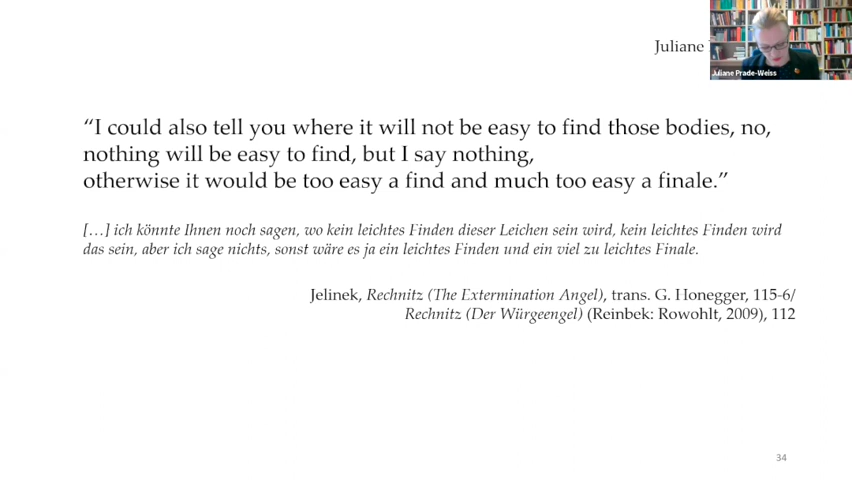 Juliane
Juliane Prade-Weiss
“I could also tell you where it will not be easy to find those bodies, no,
nothing will be easy to find, but I say nothing,
otherwise it would be too easy a find and much too easy a finale.”
[…] ich könnte Ihnen noch sagen, wo kein leichtes Finden dieser Leichen sein wird, kein leichtes Finden wird
das sein, aber ich sage nichts, sonst wäre es ja ein leichtes Finden und ein viel zu leichtes Finale.
Jelinek, Rechnitz (The Extermination Angel), trans. G. Honegger, 115-6/
Rechnitz (Der Würgeengel) (Reinbek: Rowohlt, 2009), 112
34